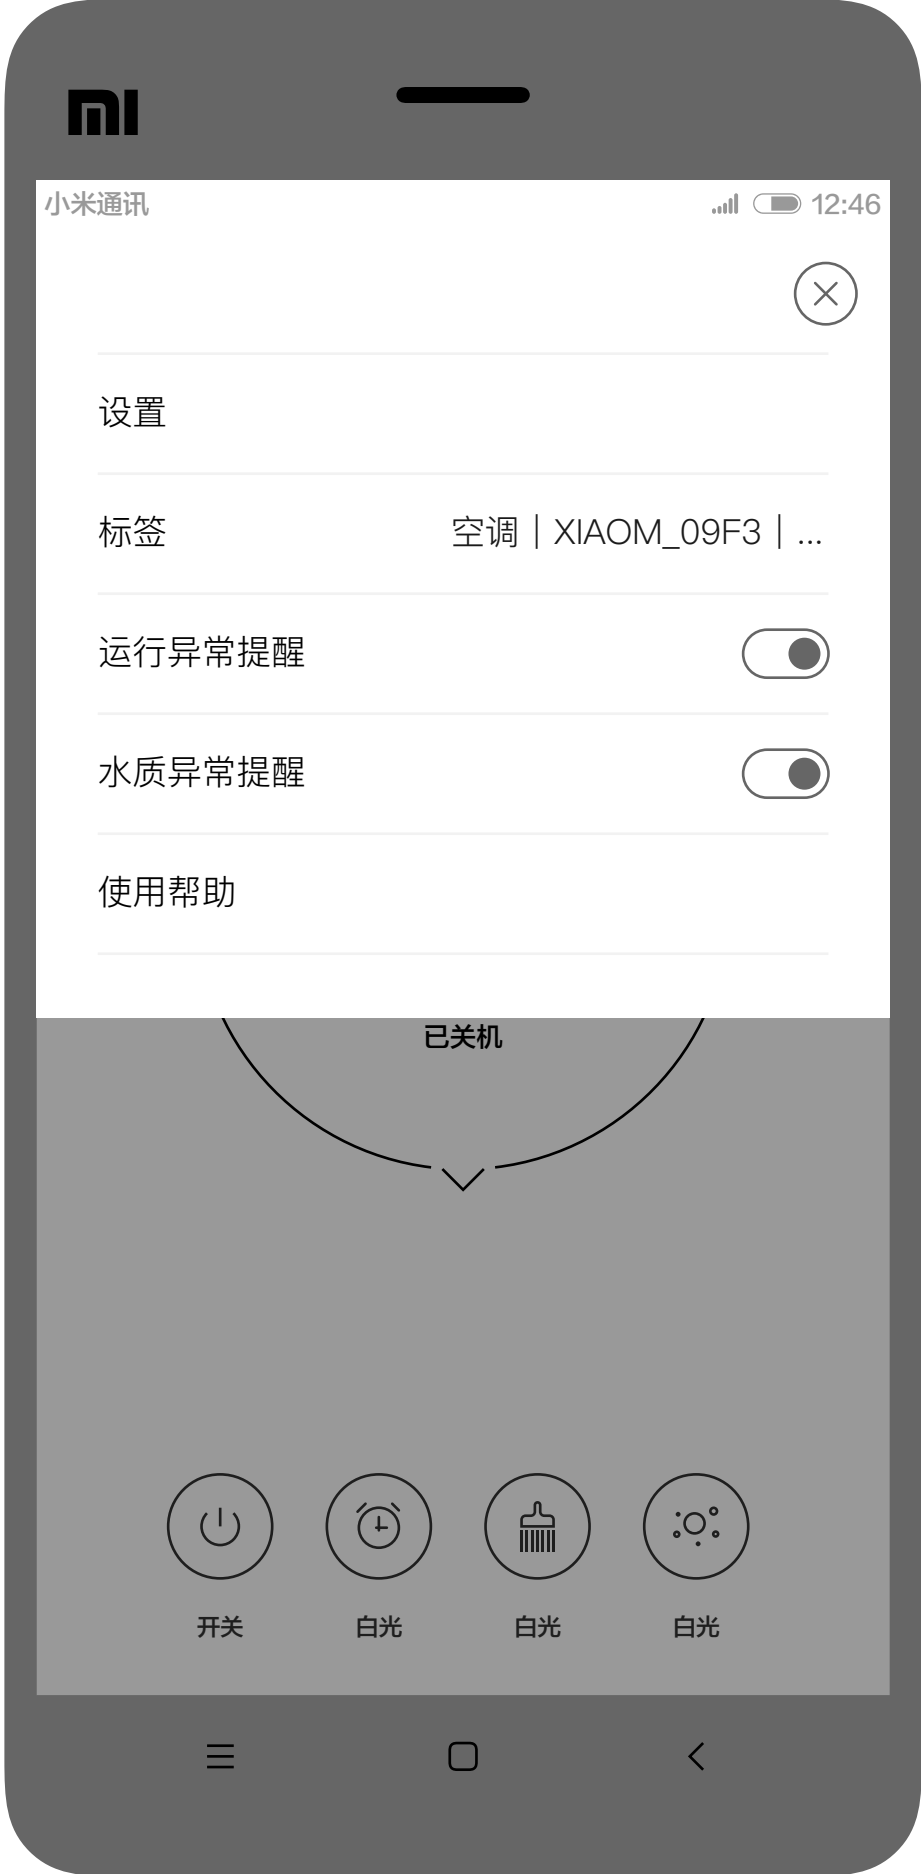 mi
小米通讯 12:46
设置
标签 空调｜XIAOM_09F3｜...
运行异常提醒
水质异常提醒
使用帮助
已关机
开关 白光 白光 白光